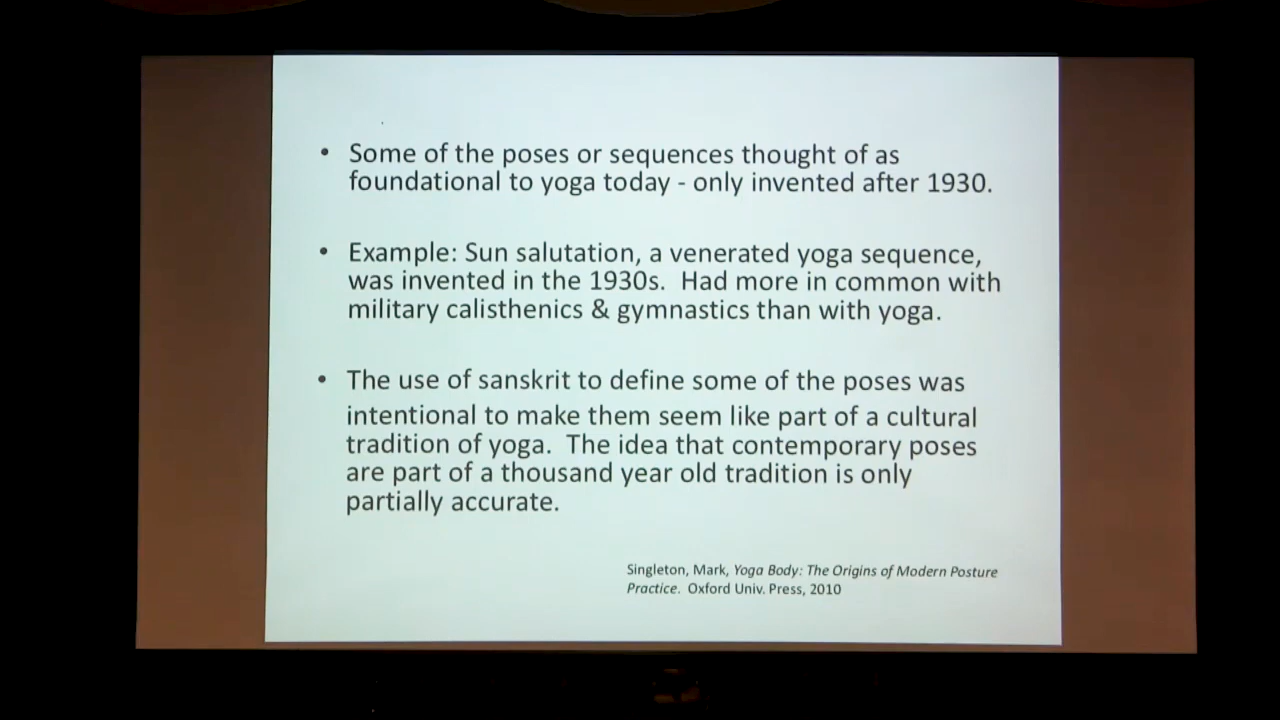 • Some of the poses or sequences thought of as
foundational to yoga today - only invented after 1930.
• Example: Sun salutation, a venerated yoga sequence,
was invented in the 1930s.  Had more in common with
military calisthenics & gymnastics than with yoga.
• The use of sanskrit to define some of the poses was
intentional to make them seem like part of a cultural
tradition of yoga.  The idea that contemporary poses
are part of a thousand year old tradition is only
partially accurate.
Singleton, Mark, Yoga Body: The Origins of Modern Posture
Practice.  Oxford Univ. Press, 2010